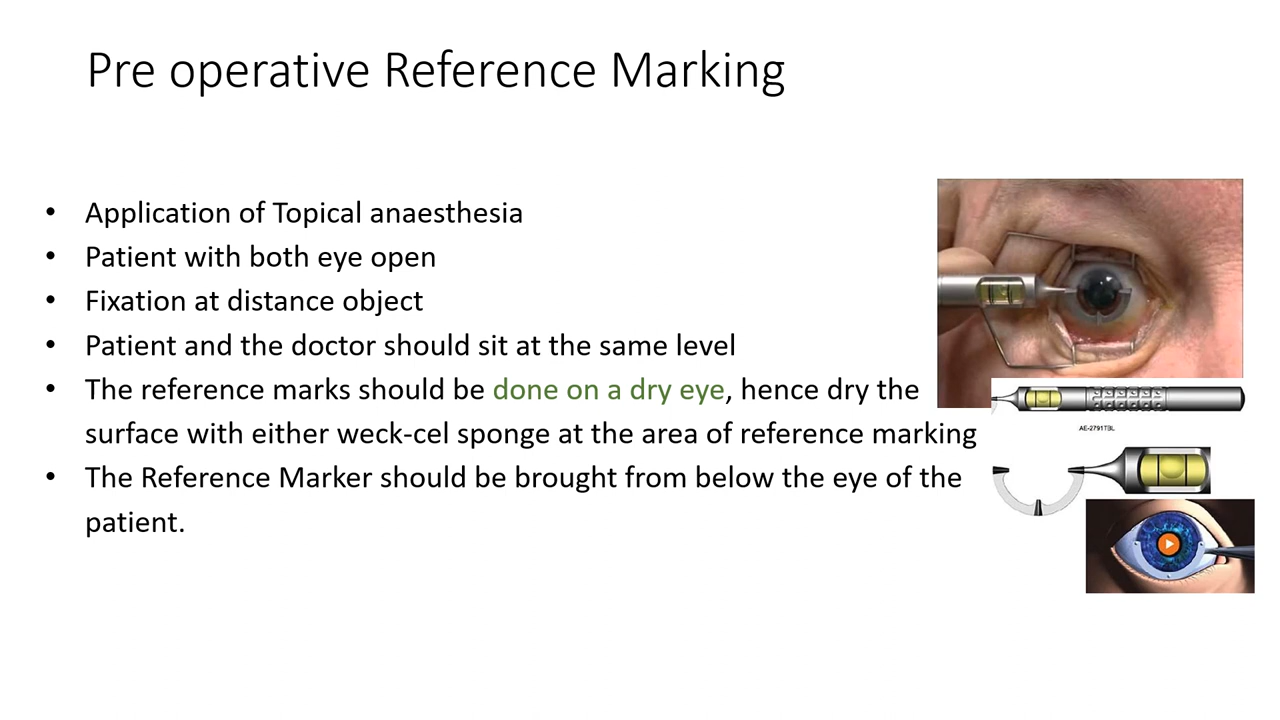 Pre operative Reference Marking
• Application of Topical anaesthesia
• Patient with both eye open
• Fixation at distance object
• Patient and the doctor should sit at the same level
• The reference marks should be done on a dry eye, hence dry the
surface with either weck-cel sponge at the area of reference marking
• The Reference Marker should be brought from below the eye of the
patient.
AE-2791TBL